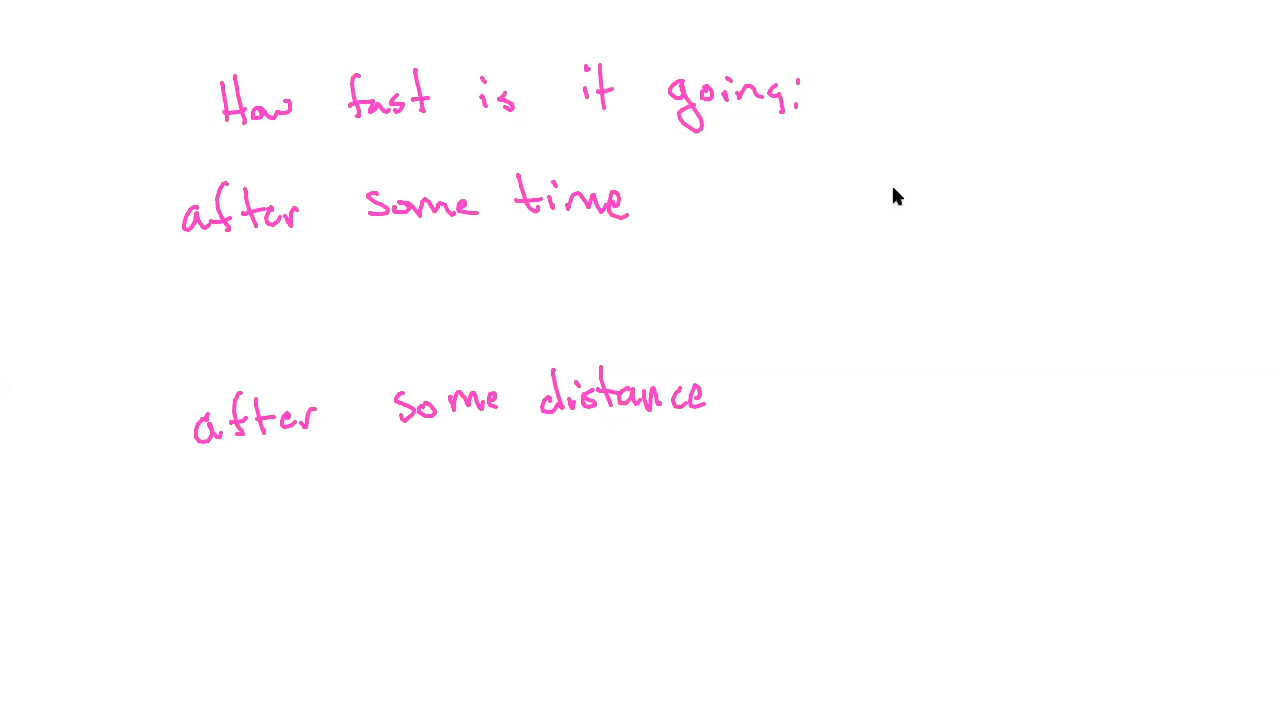 How fast is it going:
after some time
after some distance